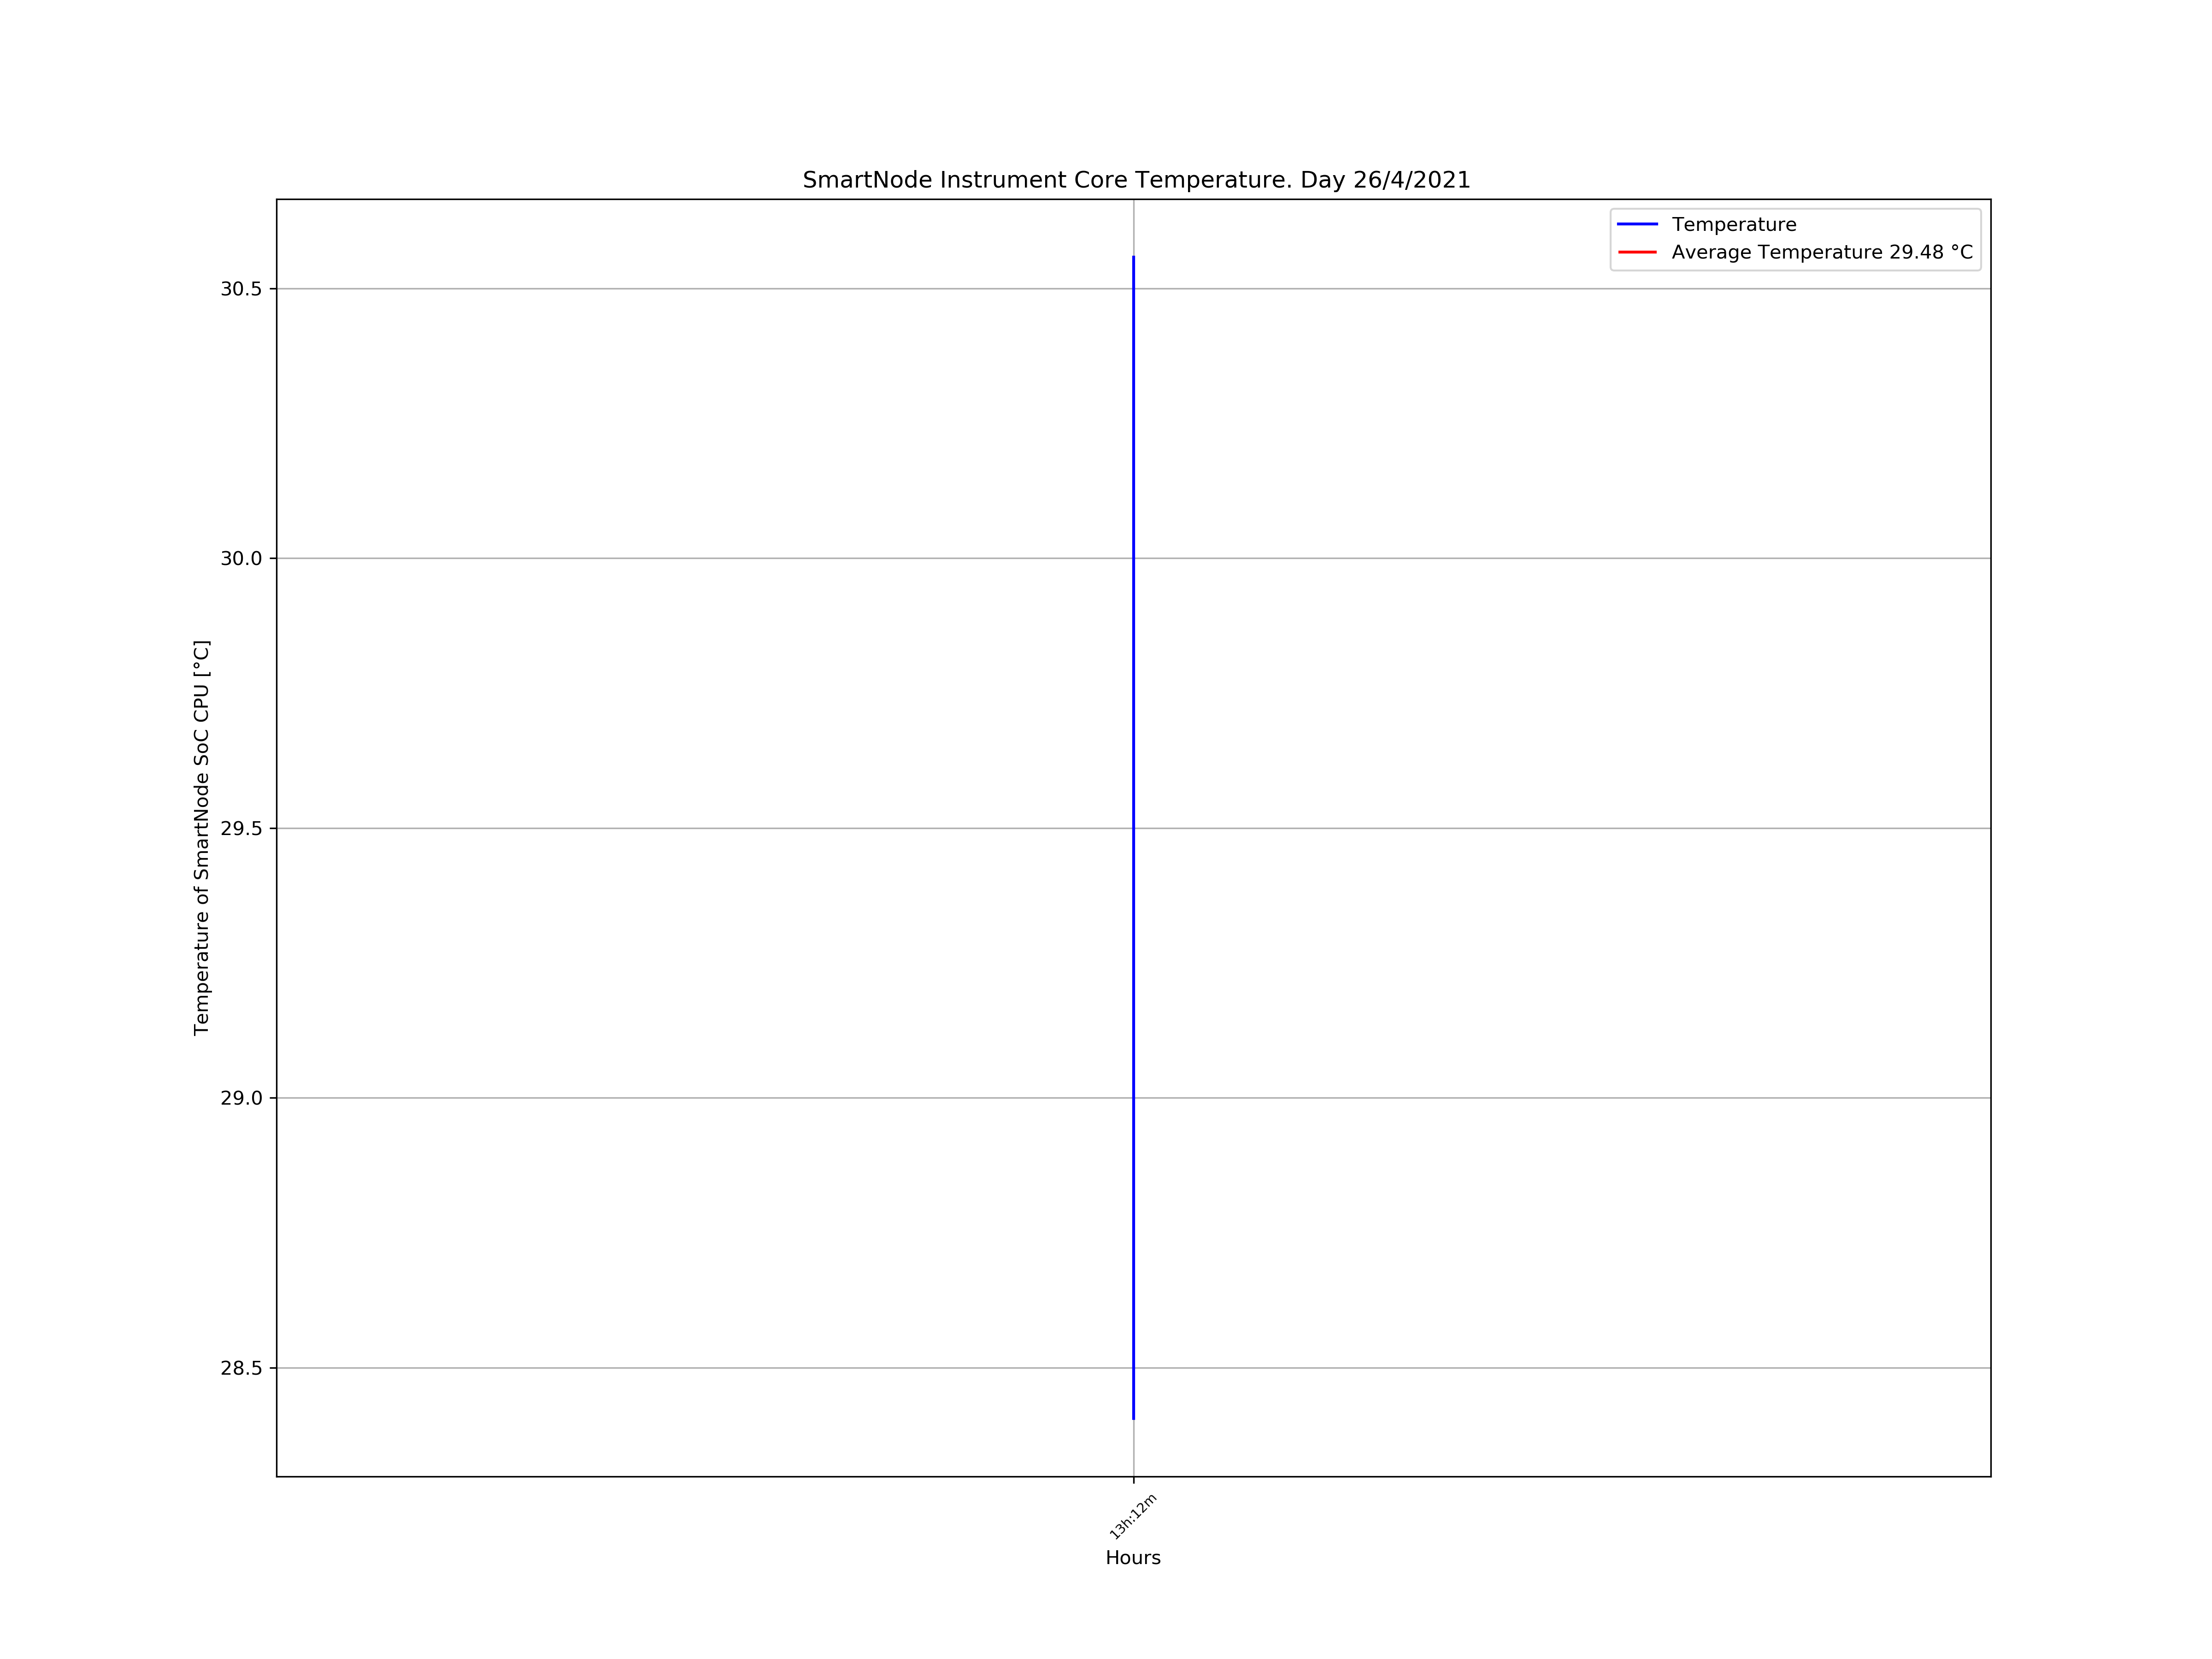 SmartNode Instrument Core Temperature. Day 26/4/2021
Temperature
Average Temperature 29.48 °C
30.5
30.0
29.5
29.0
28.5
Temperature of SmartNode SoC CPU [°C]
13h:12m
Hours